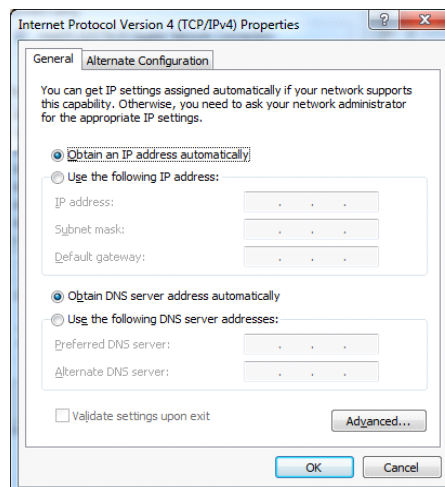 Internet Protocol Version 4 (TCP/IPv4) Properties
General
Alternate Configuration
You can get IP settings assigned automatically if your network supports
this capability. Otherwise, you need to ask your network administrator
for the appropriate IP settings.
Obtain an IP address automatically
Use the following IP address:
IP address:
Subnet mask:
Default gateway:
Obtain DNS server address automatically
Use the following DNS server addresses:
Preferred DNS server:
Alternate DNS server:
Validate settings upon exit
Advanced...
OK
Cancel